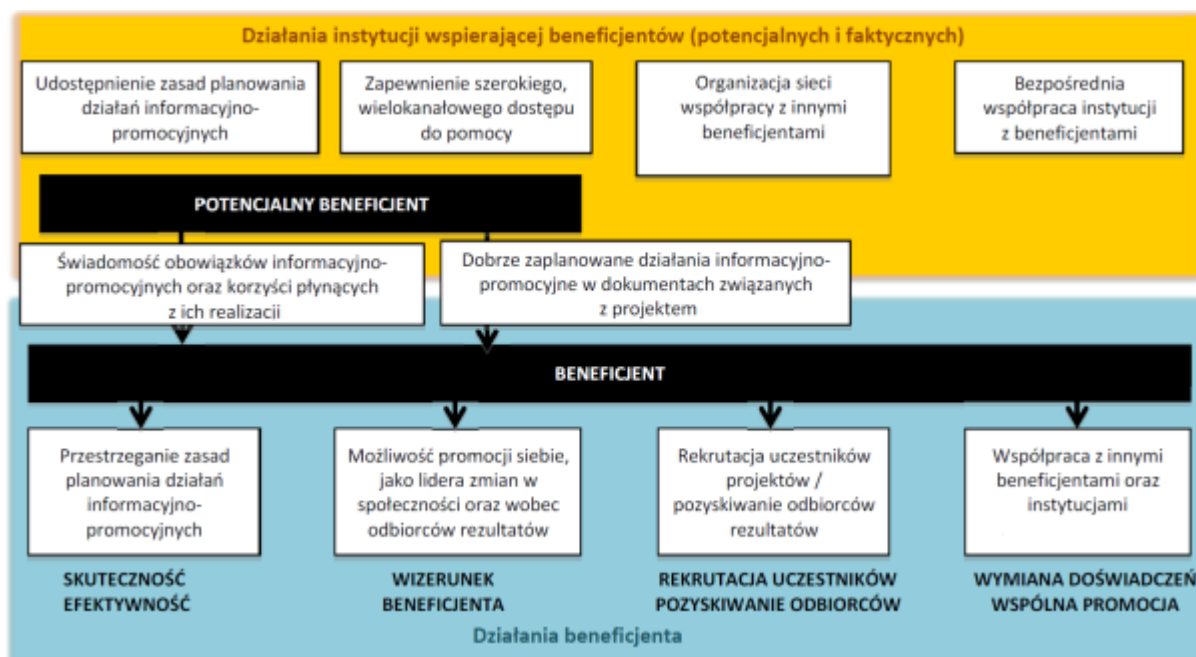 Działania instytucji wspierającej beneficjentów (potencjalnych i faktycznych)
Udostępnienie zasad planowania
działań informacyjno-
promocyjnych
Zapewnienie szerokiego,
wielokanałowego dostępu
do pomocy
Organizacja sieci
współpracy z innymi
beneficjentami
Bezpośrednia
współpraca instytucji
z beneficjentami
POTENCJALNY BENEFICJENT
Świadomość obowiązków informacyjno-
promocyjnych oraz korzyści płynących
z ich realizacji
Dobrze zaplanowane działania informacyjno-
promocyjne w dokumentach związanych
z projektem
BENEFICJENT
Przestrzeganie zasad
planowania działań
informacyjno-
promocyjnych
Możliwość promocji siebie,
jako lidera zmian w
społeczności oraz wobec
odbiorców rezultatów
Rekrutacja uczestników
projektów /
pozyskiwanie odbiorców
rezultatów
Współpraca z innymi
beneficjentami oraz
instytucjami
SKUTECZNOŚĆ
EFEKTYWNOŚĆ
WIZERUNEK
BENEFICJENTA
REKRUTACJA UCZESTNIKÓW
POZYSKIWANIE ODBIORCÓW
WYMIANA DOŚWIADCZEŃ
WSPÓLNA PROMOCJA
Działania beneficjenta